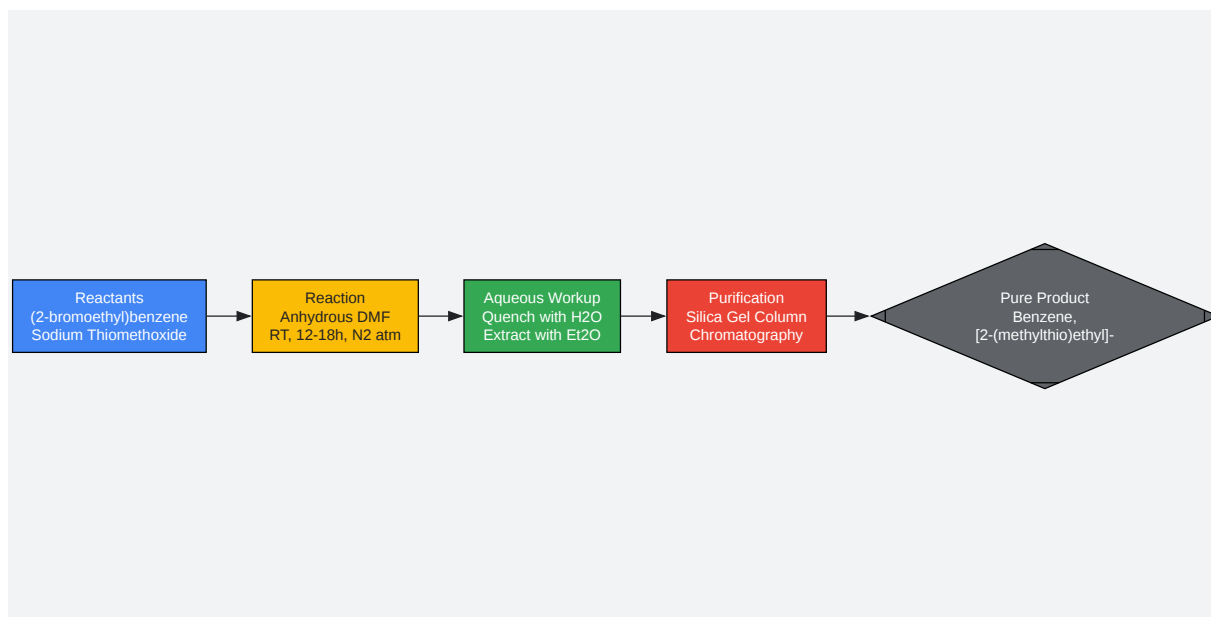 Reactants
(2-bromoethyl)benzene
Sodium Thiomethoxide
Reaction
Anhydrous DMF
RT, 12-18h, N2 atm
Aqueous Workup
Quench with H2O
Extract with Et2O
Purification
Silica Gel Column
Chromatography
Pure Product
Benzene,
[2-(methylthio)ethyl]-